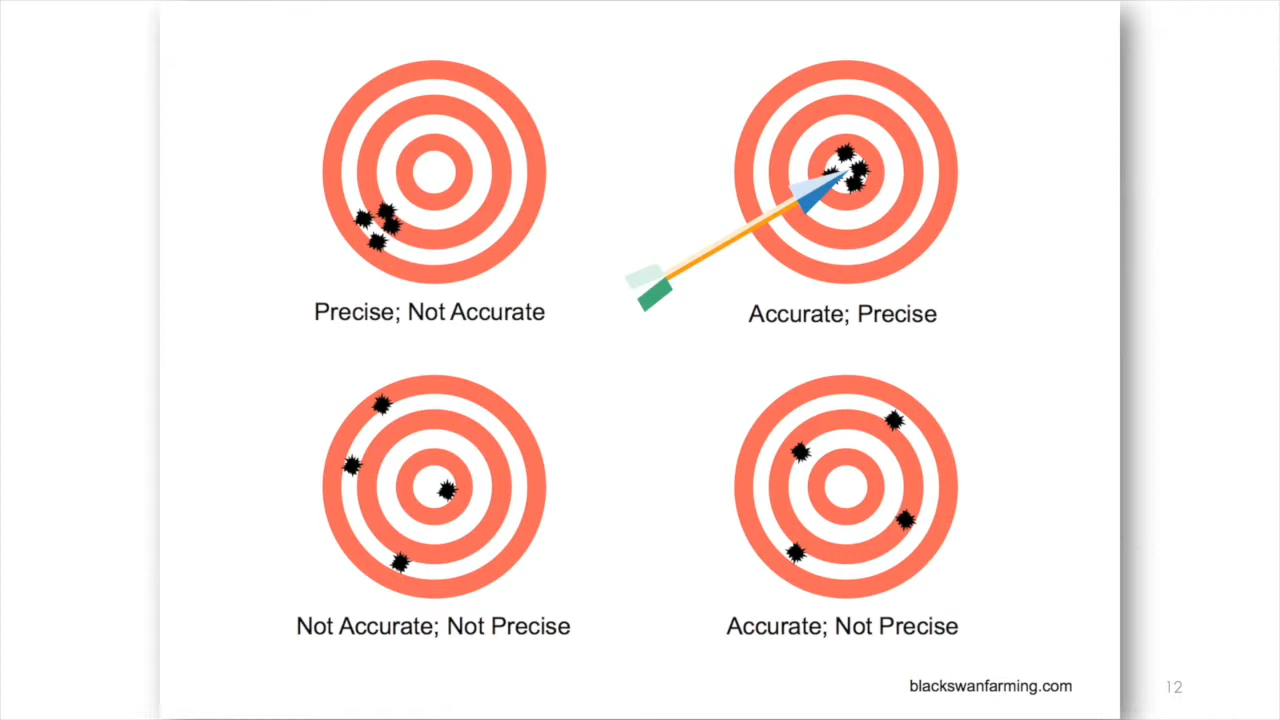 Precise; Not Accurate
Accurate; Precise
Not Accurate; Not Precise
Accurate; Not Precise
blackswanfarming.com
12